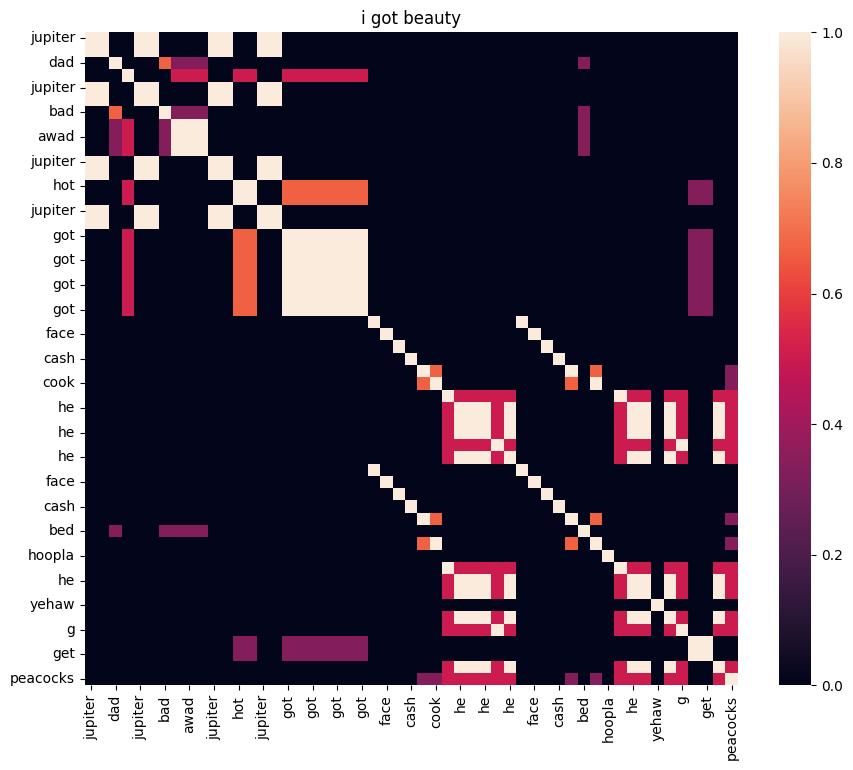 i got beauty
jupiter
dad
jupiter
bad
awad
jupiter
hot
jupiter
got
got
got
got
face
cash
cook
he
he
he
face
cash
bed
hoopla
he
yehaw
g
get
peacocks
1.0
0.8
0.6
0.4
0.2
0.0
jupiter dad jupiter bad awad jupiter hot jupiter got got got got face cash cook he he he face cash bed hoopla he yehaw g get peacocks